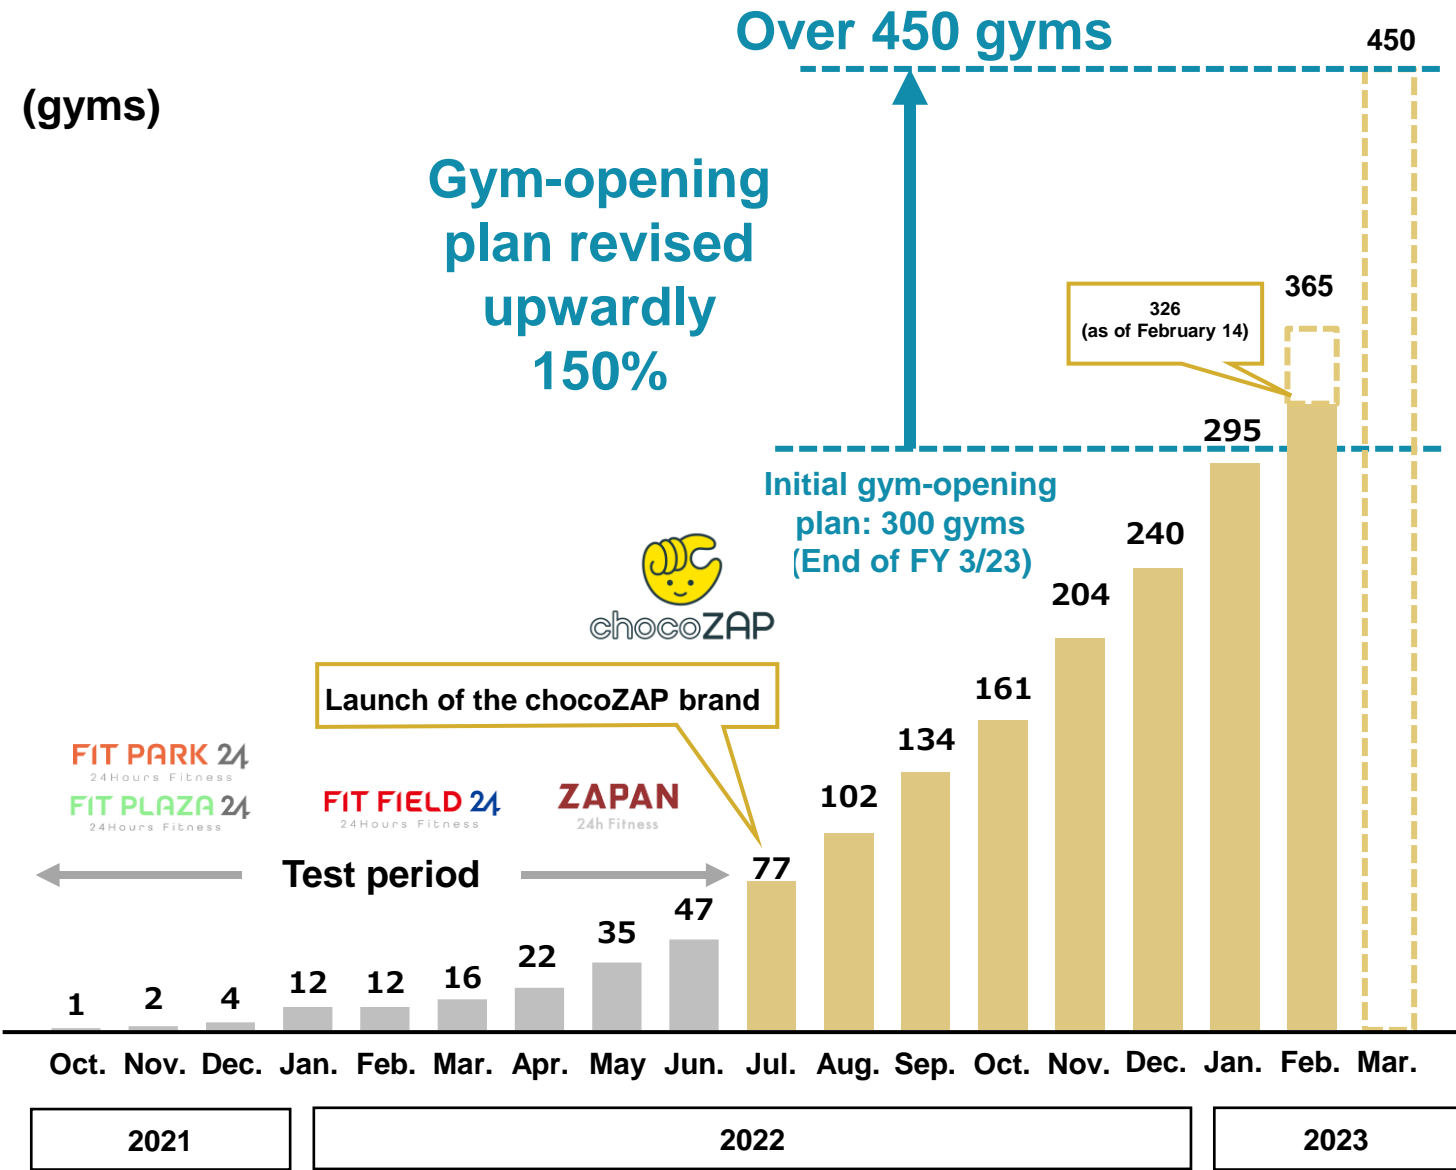 Over 450 gyms
450
(gyms)
Gym-opening
plan revised
upwardly
150%
365
326
(as of February 14)
295
Initial gym-opening
plan: 300 gyms
(End of FY 3/23)
240
chocoZAP
204
Launch of the chocoZAP brand
161
134
FIT PARK 24
24Hours Fitness
FIT PLAZA 24
24Hours Fitness
FIT FIELD 24
24Hours Fitness
ZAPAN
24h Fitness
102
Test period
77
47
35
22
16
12
12
4
2
1
Oct. Nov. Dec. Jan. Feb. Mar. Apr. May Jun. Jul. Aug. Sep. Oct. Nov. Dec. Jan. Feb. Mar.
2021 2022 2023